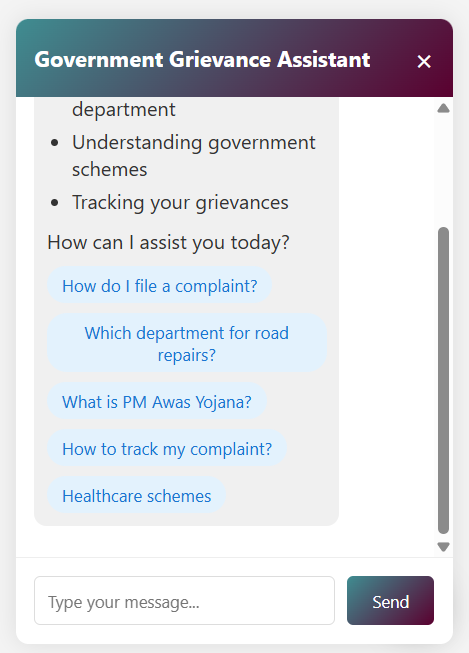 Government Grievance Assistant ×
department
• Understanding government
schemes
• Tracking your grievances
How can I assist you today?
How do I file a complaint?
Which department for road
repairs?
What is PM Awas Yojana?
How to track my complaint?
Healthcare schemes
Type your message...
Send